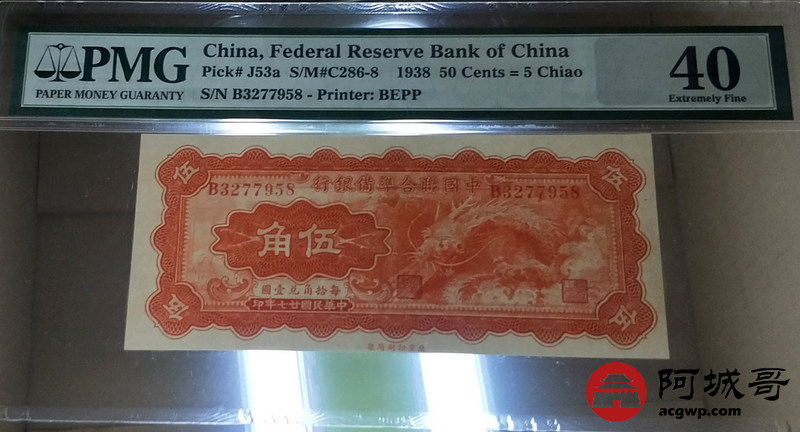 PMG
PAPER MONEY GUARANTY
China, Federal Reserve Bank of China
Pick# J53a S/M#C286-8 1938 50 Cents = 5 Chiao
S/N B3277958 - Printer: BEPP
40
Extremely Fine
伍
伍
中國聯合準備銀行
B3277958
B3277958
伍角
每拾角兌壹圓
中華民國廿七年印
伍
伍
阿城哥
acgwp.com